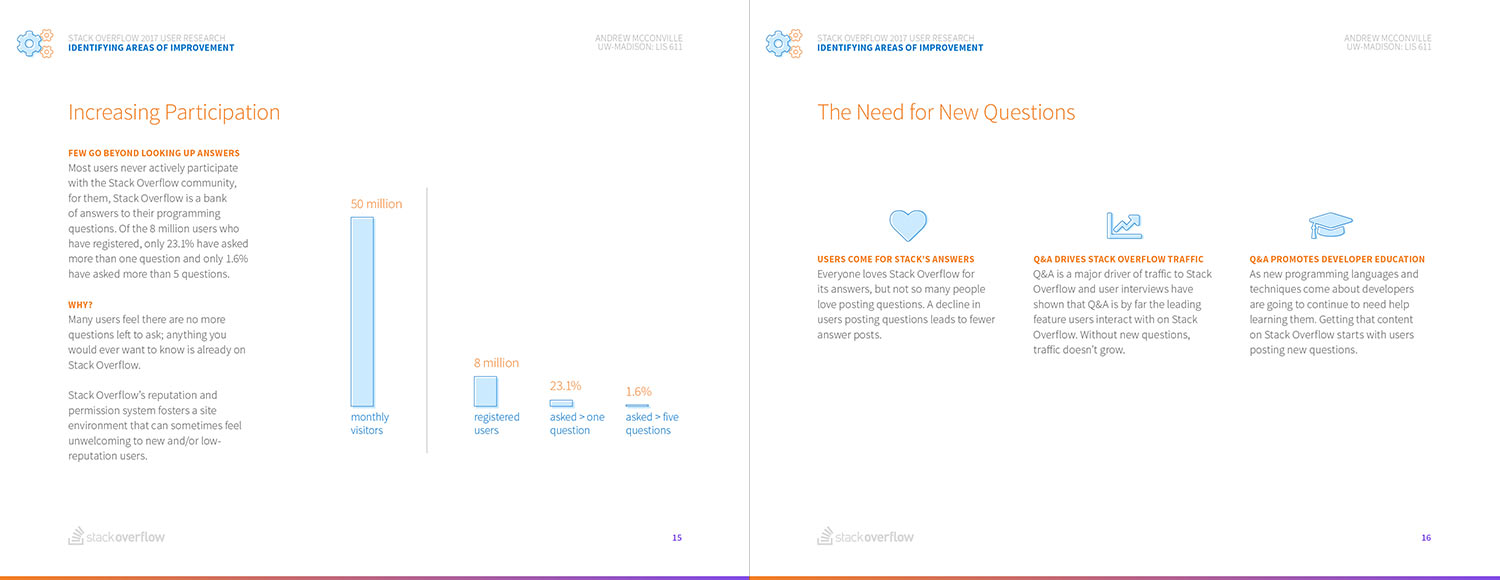 STACK OVERFLOW 2017 USER RESEARCH
IDENTIFYING AREAS OF IMPROVEMENT
ANDREW MCCONVILLE
UW-MADISON: LIS 611
Increasing Participation
FEW GO BEYOND LOOKING UP ANSWERS
Most users never actively participate
with the Stack Overflow community,
for them, Stack Overflow is a bank
of answers to their programming
questions. Of the 8 million users who
have registered, only 23.1% have asked
more than one question and only 1.6%
have asked more than 5 questions.
WHY?
Many users feel there are no more
questions left to ask; anything you
would ever want to know is already on
Stack Overflow.
Stack Overflow's reputation and
permission system fosters a site
environment that can sometimes feel
unwelcoming to new and/or low-
reputation users.
50 million
monthly
visitors
8 million
registered
users
23.1%
asked > one
question
1.6%
asked > five
questions
stackoverflow
15
STACK OVERFLOW 2017 USER RESEARCH
IDENTIFYING AREAS OF IMPROVEMENT
ANDREW MCCONVILLE
UW-MADISON: LIS 611
The Need for New Questions
USERS COME FOR STACK'S ANSWERS
Everyone loves Stack Overflow for
its answers, but not so many people
love posting questions. A decline in
users posting questions leads to fewer
answer posts.
Q&A DRIVES STACK OVERFLOW TRAFFIC
Q&A is a major driver of traffic to Stack
Overflow and user interviews have
shown that Q&A is by far the leading
feature users interact with on Stack
Overflow. Without new questions,
traffic doesn't grow.
Q&A PROMOTES DEVELOPER EDUCATION
As new programming languages and
techniques come about developers
are going to continue to need help
learning them. Getting that content
on Stack Overflow starts with users
posting new questions.
stackoverflow
16